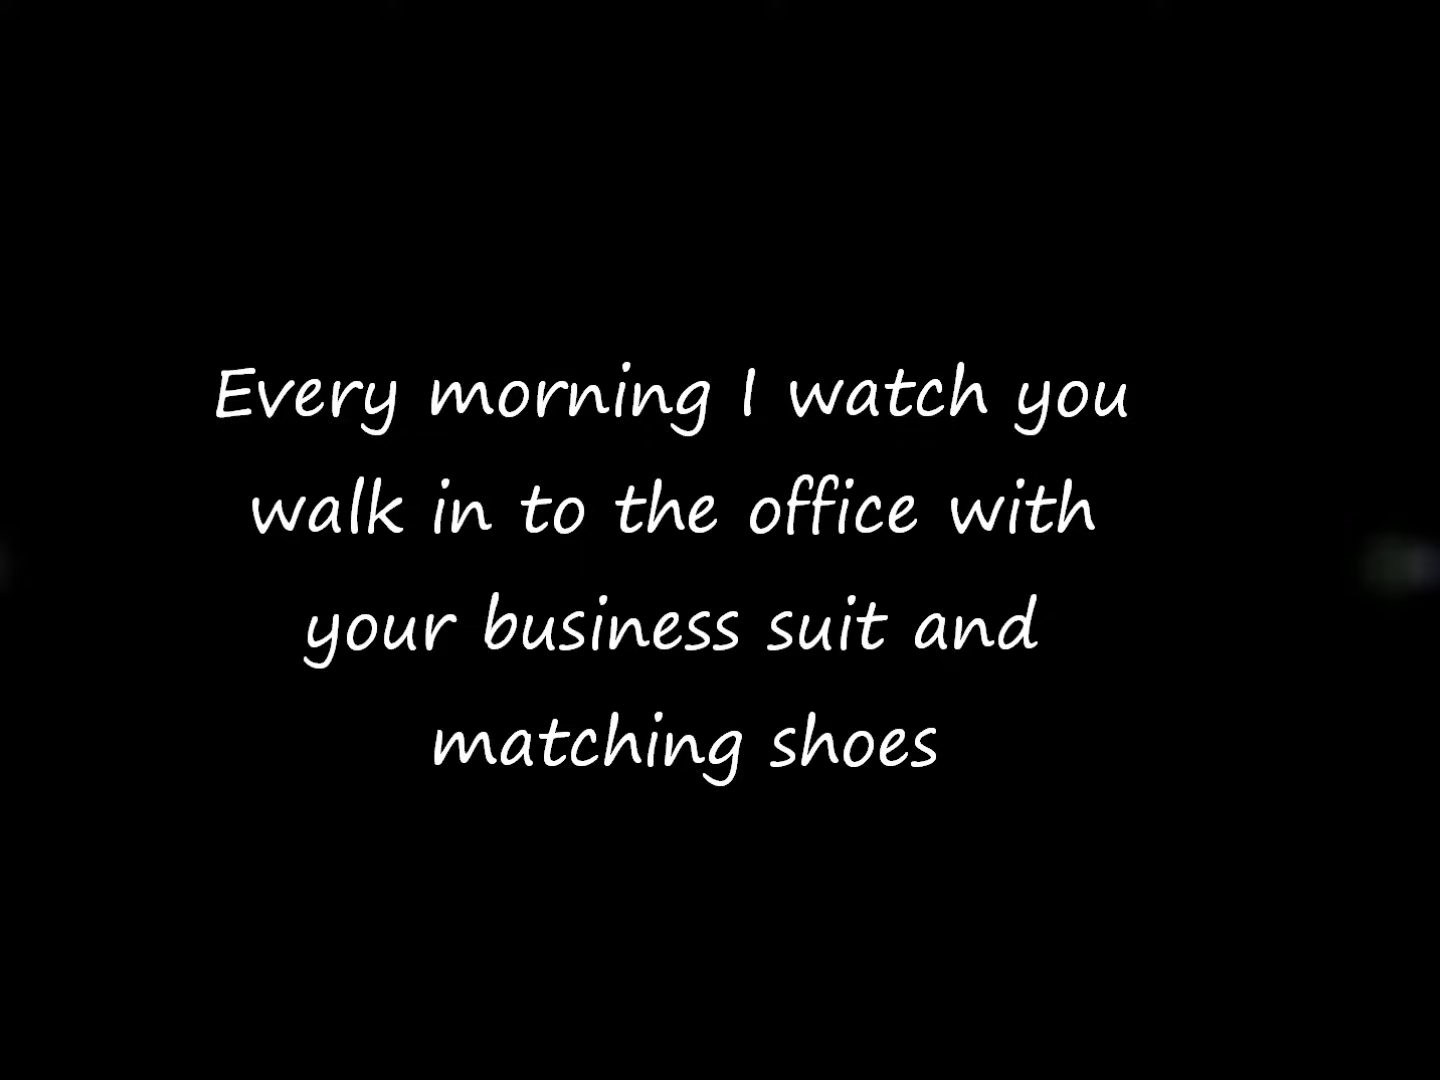 Every morning I watch you
walk in to the office with
your business suit and
matching shoes